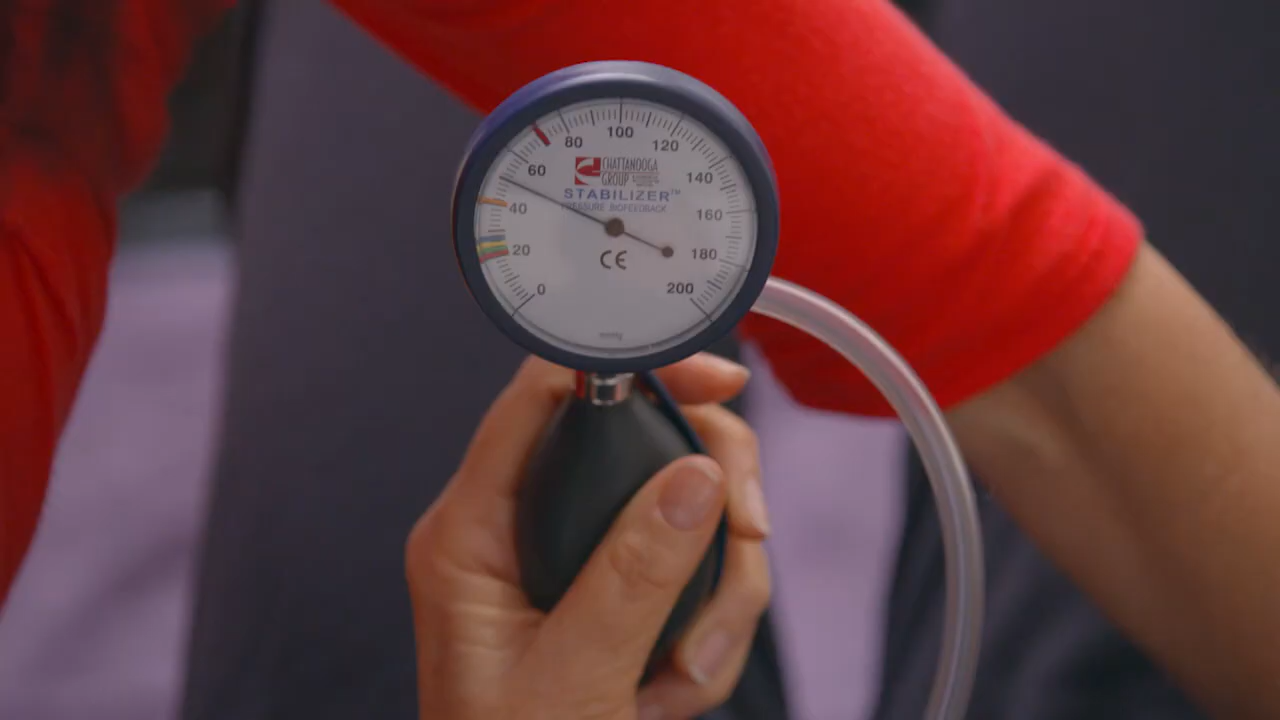 100
80
120
60
CHATTANOOGA
GROUP
140
STABILIZER™
PRESSURE BIOFEEDBACK
40
160
20
CE
180
0
200
mmHg